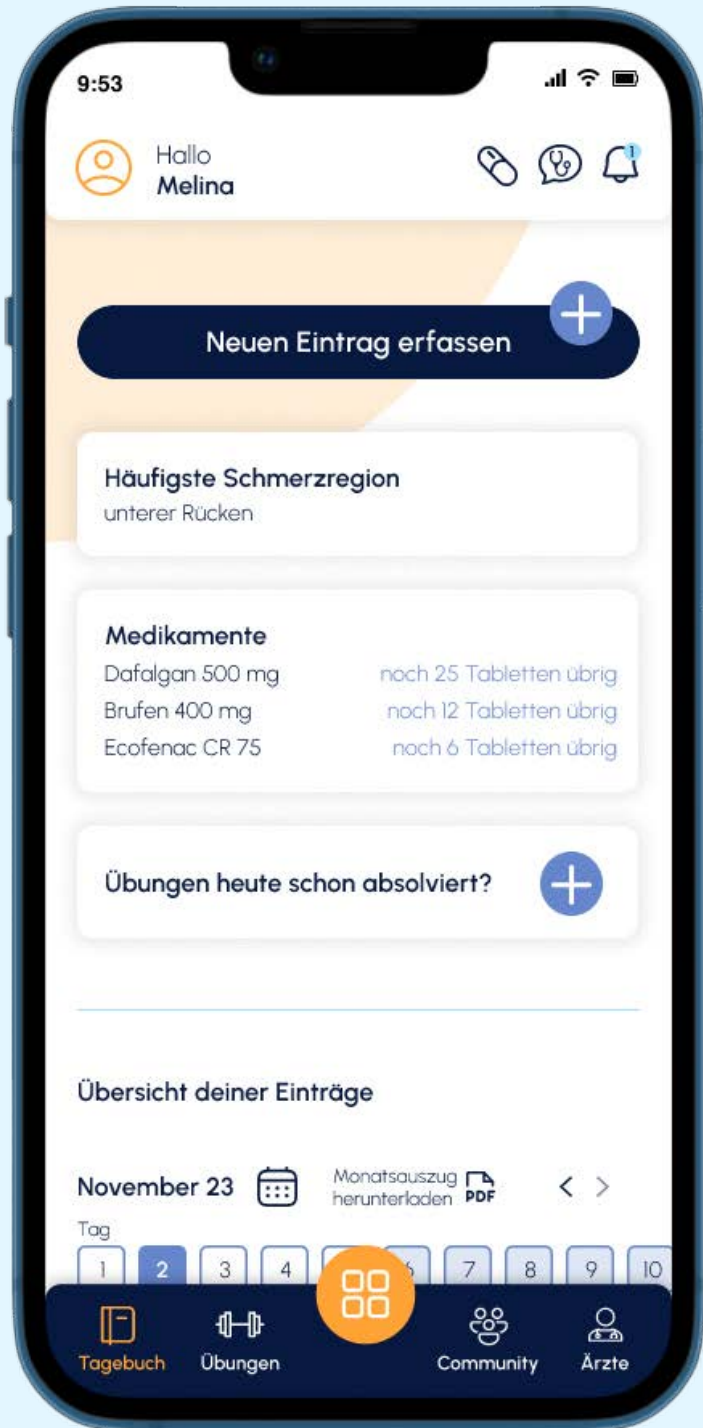 9:53
Hallo
Melina
1
Neuen Eintrag erfassen
Häufigste Schmerzregion
unterer Rücken
Medikamente
Dafalgan 500 mg noch 25 Tabletten übrig
Brufen 400 mg noch 12 Tabletten übrig
Ecofenac CR 75 noch 6 Tabletten übrig
Übungen heute schon absolviert?
Übersicht deiner Einträge
November 23
Monatsauszug
herunterladen PDF
< >
Tag
1 2 3 4 6 7 8 9 10
Tagebuch Übungen Community Ärzte